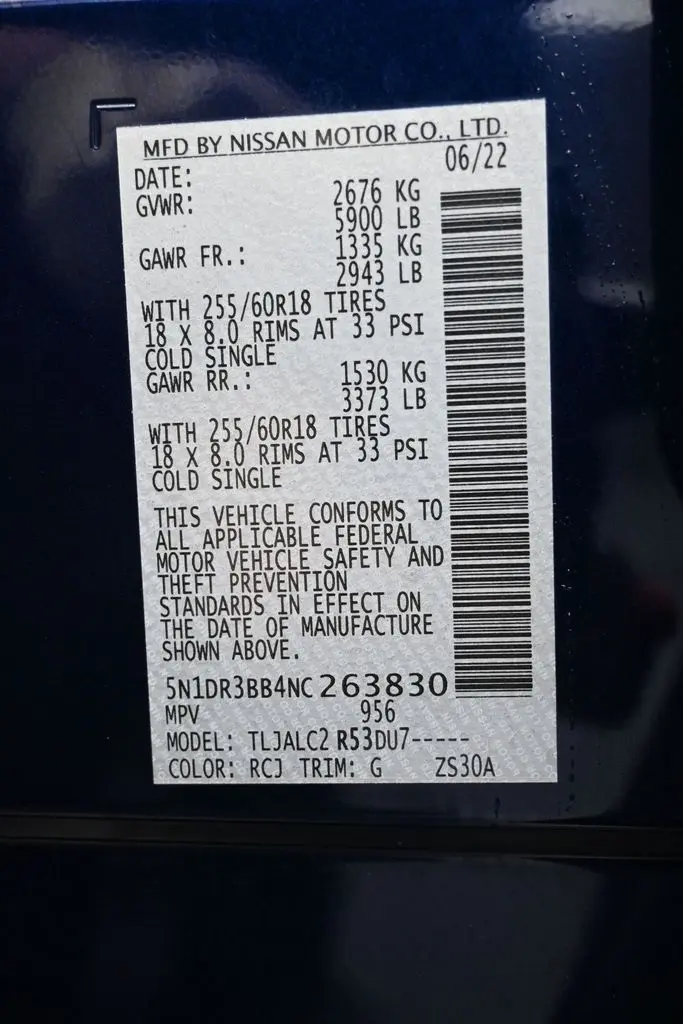 MFD BY NISSAN MOTOR CO., LTD.
DATE: 06/22
GVWR: 2676 KG
5900 LB
GAWR FR.: 1335 KG
2943 LB
WITH 255/60R18 TIRES
18 X 8.0 RIMS AT 33 PSI
COLD SINGLE
GAWR RR.: 1530 KG
3373 LB
WITH 255/60R18 TIRES
18 X 8.0 RIMS AT 33 PSI
COLD SINGLE
THIS VEHICLE CONFORMS TO
ALL APPLICABLE FEDERAL
MOTOR VEHICLE SAFETY AND
THEFT PREVENTION
STANDARDS IN EFFECT ON
THE DATE OF MANUFACTURE
SHOWN ABOVE.
5N1DR3BB4NC263830
MPV 956
MODEL: TLJALC2 R53DU7-----
COLOR: RCJ TRIM: G ZS30A